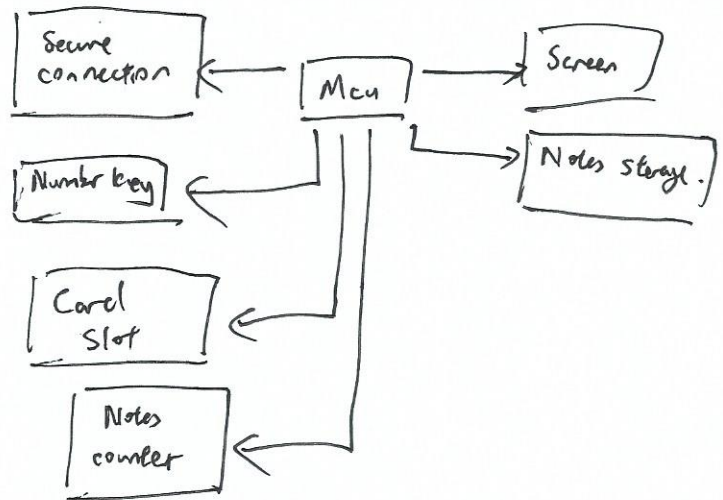 Secure
connection
Mcu
Screen
Notes storage.
Number key
Card
Slot
Notes
counter